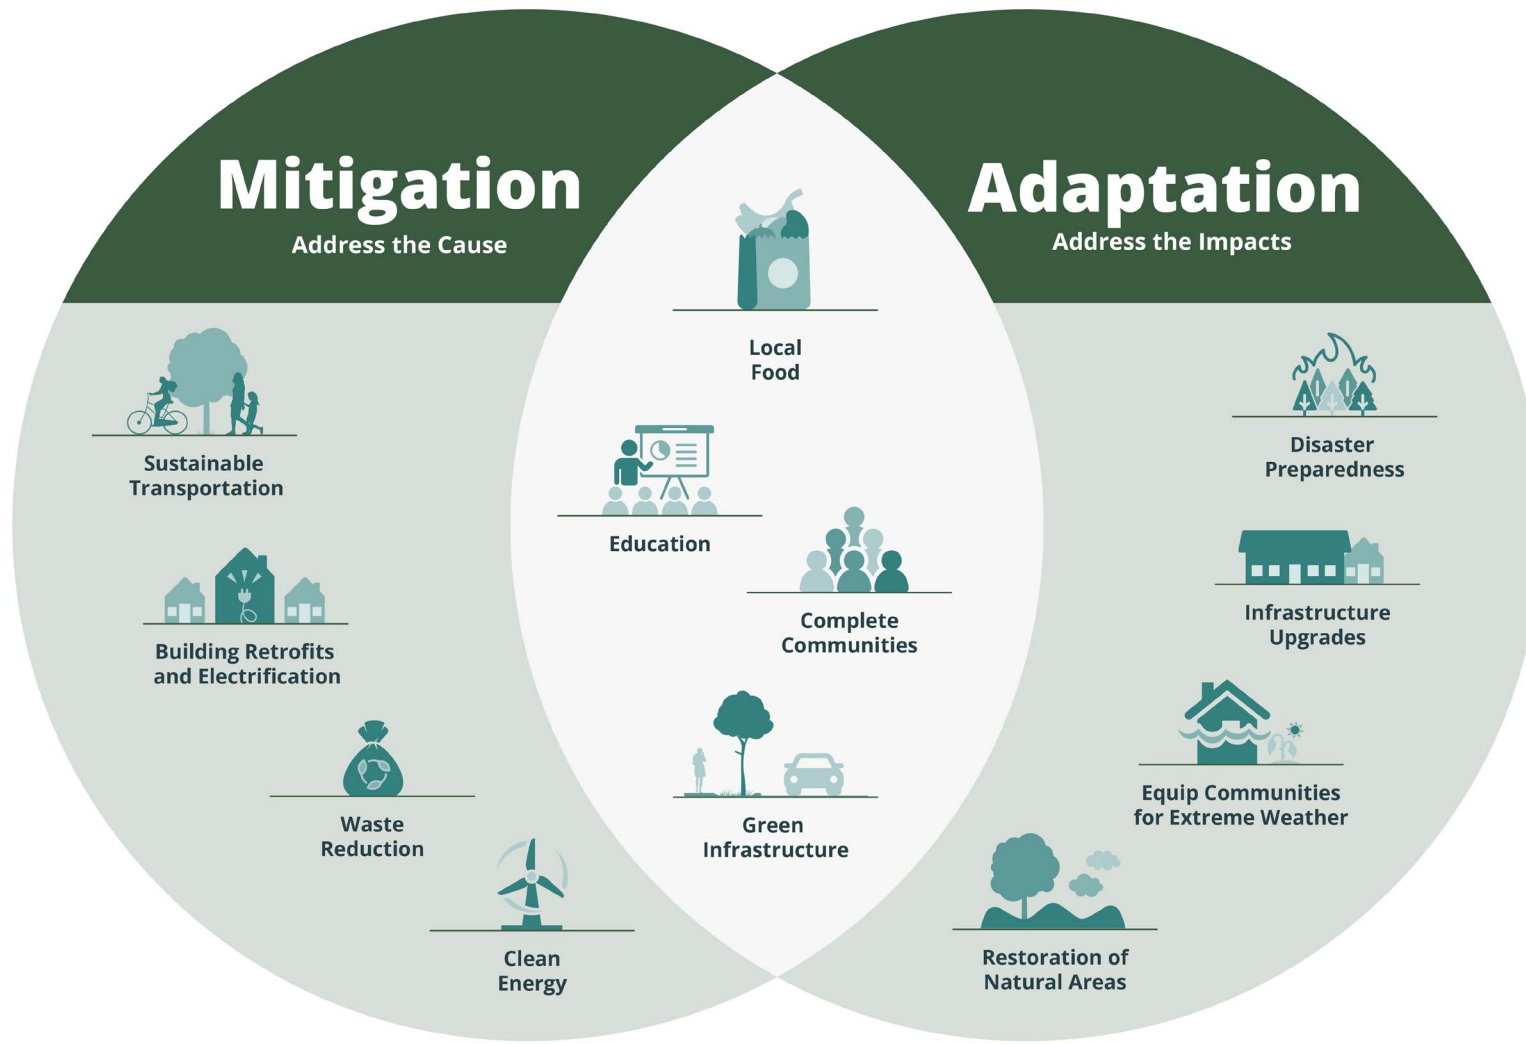 Mitigation
Address the Cause
Adaptation
Address the Impacts
Sustainable
Transportation
Building Retrofits
and Electrification
Waste
Reduction
Clean
Energy
Local
Food
Education
Complete
Communities
Green
Infrastructure
Disaster
Preparedness
Infrastructure
Upgrades
Equip Communities
for Extreme Weather
Restoration of
Natural Areas